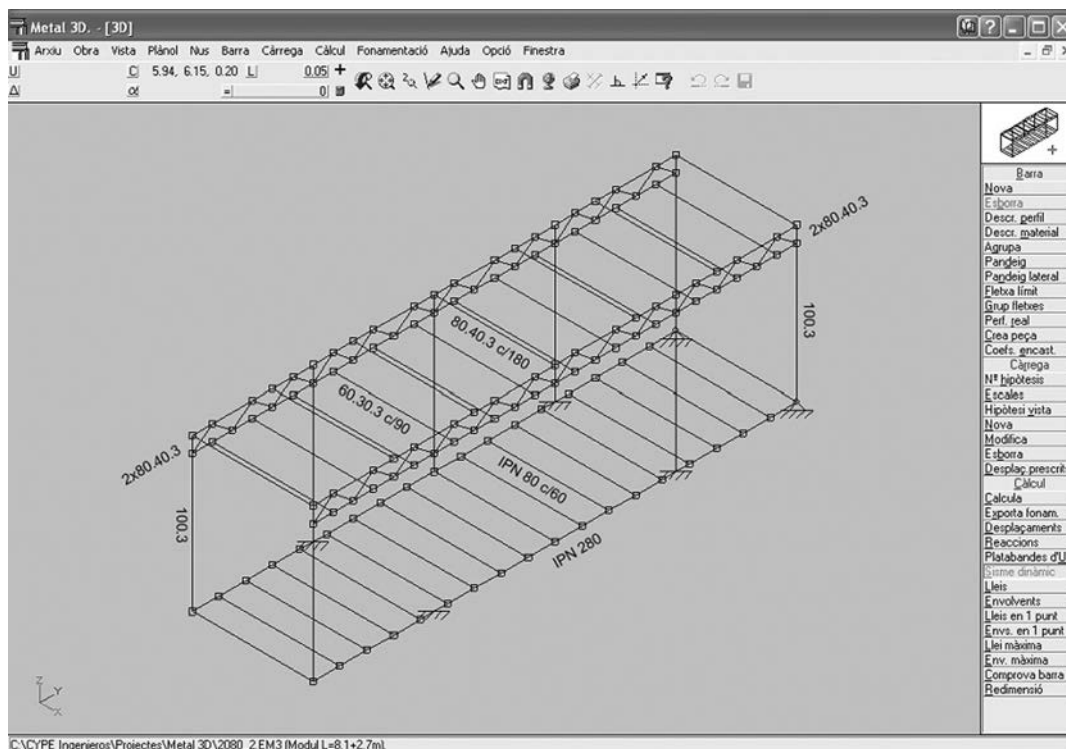 Metal 3D. - [3D]
Arxiu Obra Vista Plànol Nus Barra Càrrega Càlcul Fonamentació Ajuda Opció Finestra
U C 5.94, 6.15, 0.20 L 0.05
Δ α = 0
2x80.40.3
80.40.3 c/180
100.3
60.30.3 c/90
2x80.40.3
IPN 80 c/60
100.3
IPN 280
Z
Y
X
Barra
Nova
Esborra
Descr. perfil
Descr. material
Agrupa
Pandeig
Pandeig lateral
Fletxa límit
Grup fletxes
Perf. real
Crea peça
Coefs. encast.
Càrrega
Nº hipòtesis
Escales
Hipòtesi vista
Nova
Modifica
Esborra
Desplaç prescrits
Càlcul
Calcula
Exporta fonam.
Desplaçaments
Reaccions
Platabandes d'U
Sisme dinàmic
Lleis
Envolvents
Lleis en 1 punt
Envs. en 1 punt
Llei màxima
Env. màxima
Comprova barra
Redimensió
C:\CYPE Ingenieros\Projectes\Metal 3D\2080_2.EM3 (Modul L=8.1+2.7m).